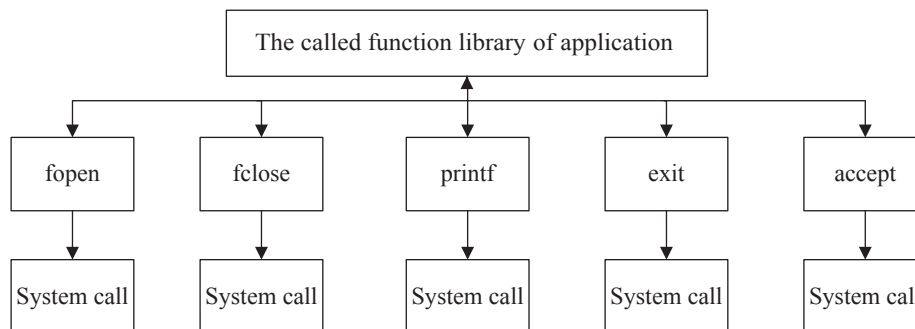 The called function library of application
fopen
fclose
printf
exit
accept
System call
System call
System call
System call
System call